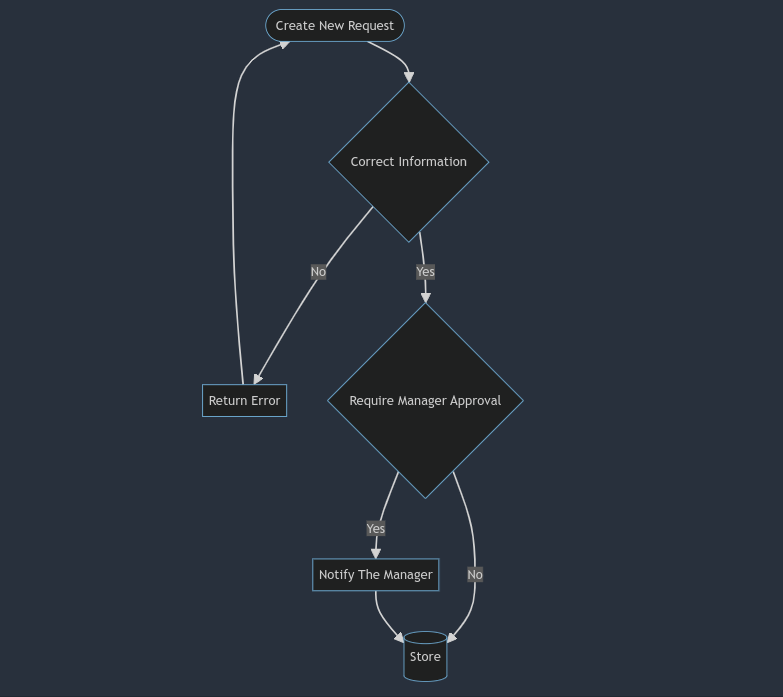 Create New Request
Correct Information
No
Yes
Return Error
Require Manager Approval
Yes
Notify The Manager
No
Store